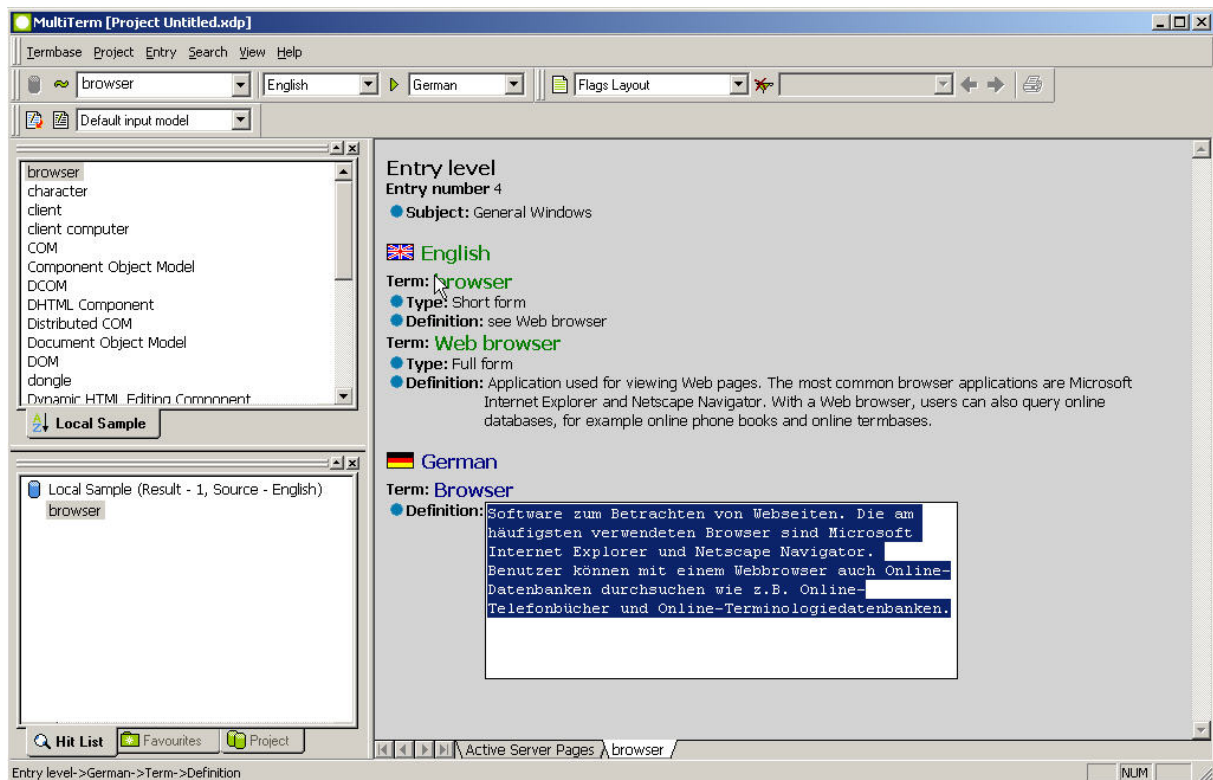 MultiTerm [Project Untitled.xdp]
Termbase Project Entry Search View Help
browser English German Flags Layout
Default input model
browser
character
client
client computer
COM
Component Object Model
DCOM
DHTML Component
Distributed COM
Document Object Model
DOM
dongle
Dynamic HTML Editing Component
Local Sample
Local Sample (Result - 1, Source - English)
browser
Hit List Favourites Project
Entry level
Entry number 4
Subject: General Windows
English
Term: browser
Type: Short form
Definition: see Web browser
Term: Web browser
Type: Full form
Definition: Application used for viewing Web pages. The most common browser applications are Microsoft
Internet Explorer and Netscape Navigator. With a Web browser, users can also query online
databases, for example online phone books and online termbases.
German
Term: Browser
Definition: Software zum Betrachten von Webseiten. Die am
häufigsten verwendeten Browser sind Microsoft
Internet Explorer und Netscape Navigator.
Benutzer können mit einem Webbrowser auch Online-
Datenbanken durchsuchen wie z.B. Online-
Telefonbücher und Online-Terminologiedatenbanken.
Active Server Pages browser
Entry level->German->Term->Definition NUM